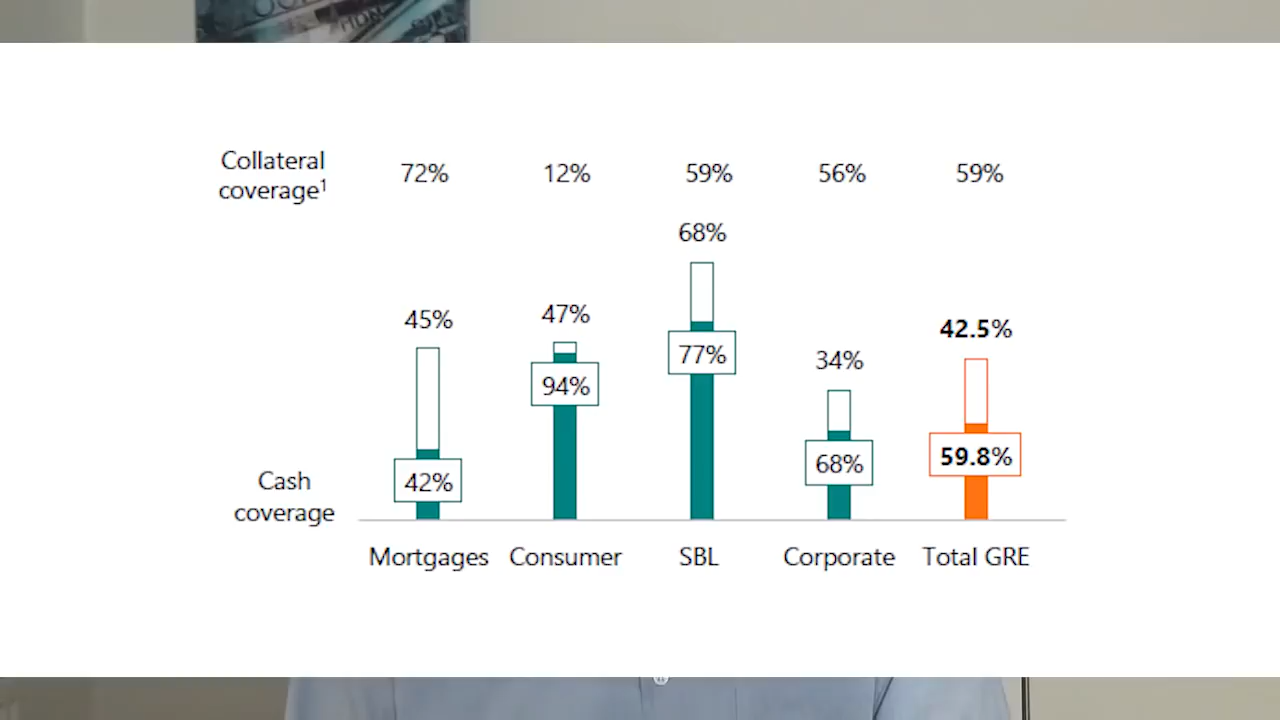 Collateral
coverage1
72%
12%
59%
56%
59%
45%
47%
68%
34%
42.5%
42%
94%
77%
68%
59.8%
Cash
coverage
Mortgages
Consumer
SBL
Corporate
Total GRE